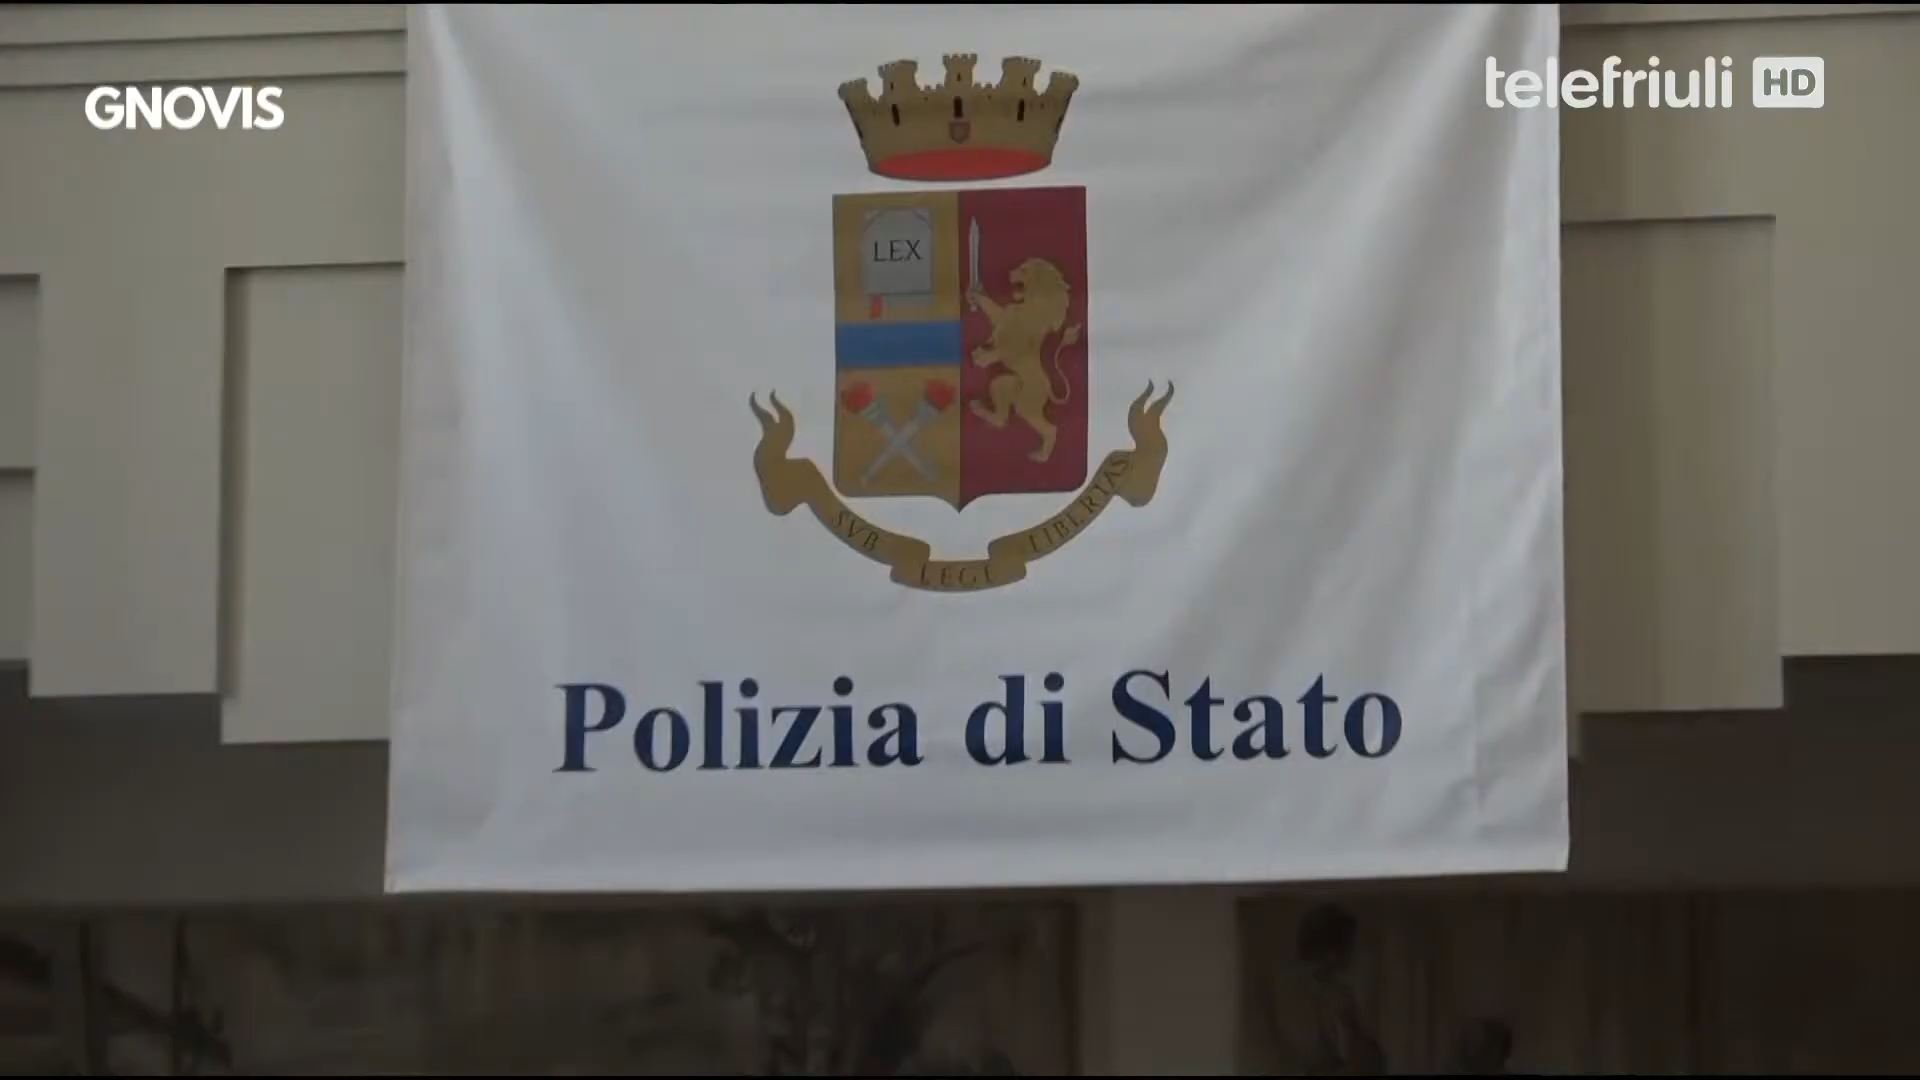 GNOVIS
telefriuli HD
LEX
SVB LEGE LIBERTAS
Polizia di Stato